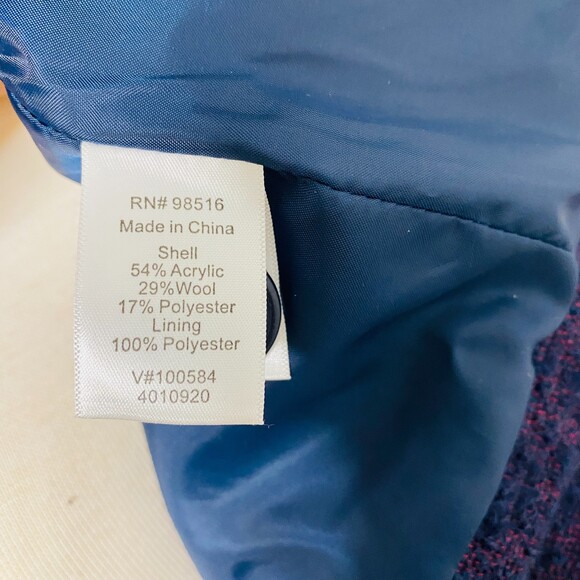 RN# 98516
Made in China
Shell
54% Acrylic
29%Wool
17% Polyester
Lining
100% Polyester
V#100584
4010920